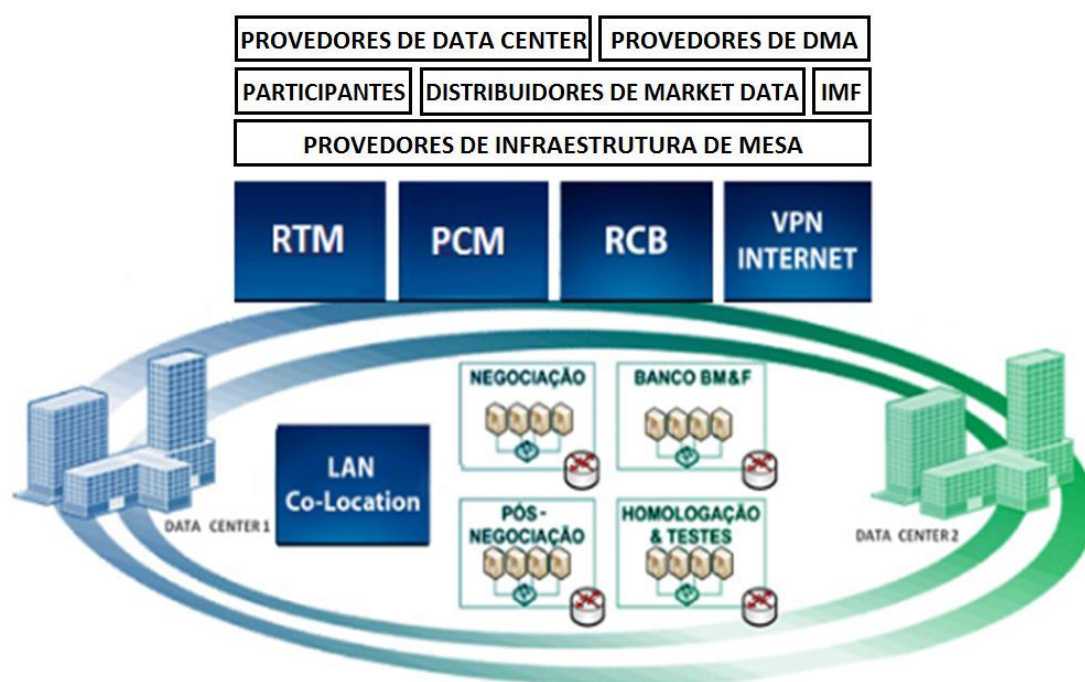 PROVEDORES DE DATA CENTER
PROVEDORES DE DMA
PARTICIPANTES
DISTRIBUIDORES DE MARKET DATA
IMF
PROVEDORES DE INFRAESTRUTURA DE MESA
RTM
PCM
RCB
VPN
INTERNET
NEGOCIAÇÃO
BANCO BM&F
LAN
Co-Location
PÓS-
NEGOCIAÇÃO
HOMOLOGAÇÃO
& TESTES
DATA CENTER 1
DATA CENTER 2